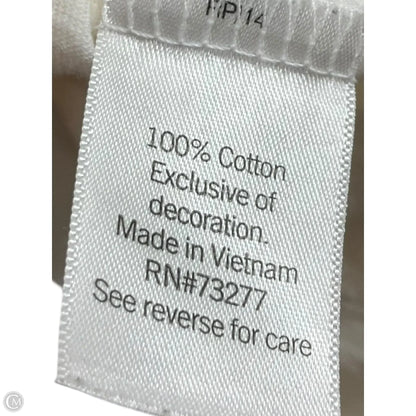 100% Cotton
Exclusive of
decoration.
Made in Vietnam
RN#73277
See reverse for care